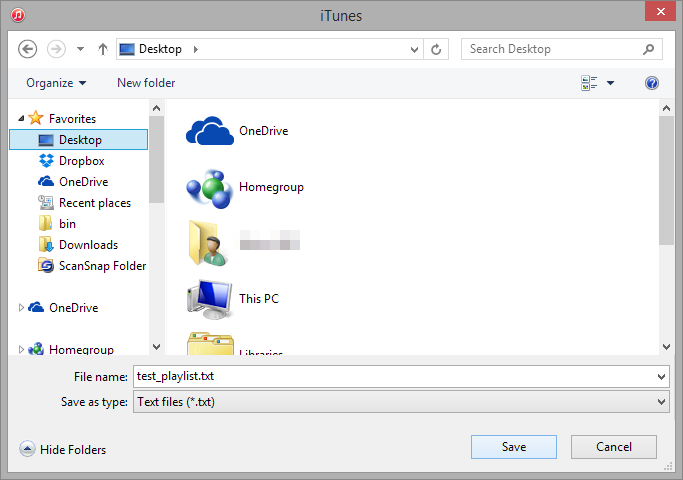 iTunes
Desktop
Search Desktop
Organize
New folder
Favorites
Desktop
Dropbox
OneDrive
Recent places
bin
Downloads
ScanSnap Folder
OneDrive
Homegroup
OneDrive
Homegroup
This PC
Libraries
File name: test_playlist.txt
Save as type: Text files (*.txt)
Hide Folders
Save
Cancel